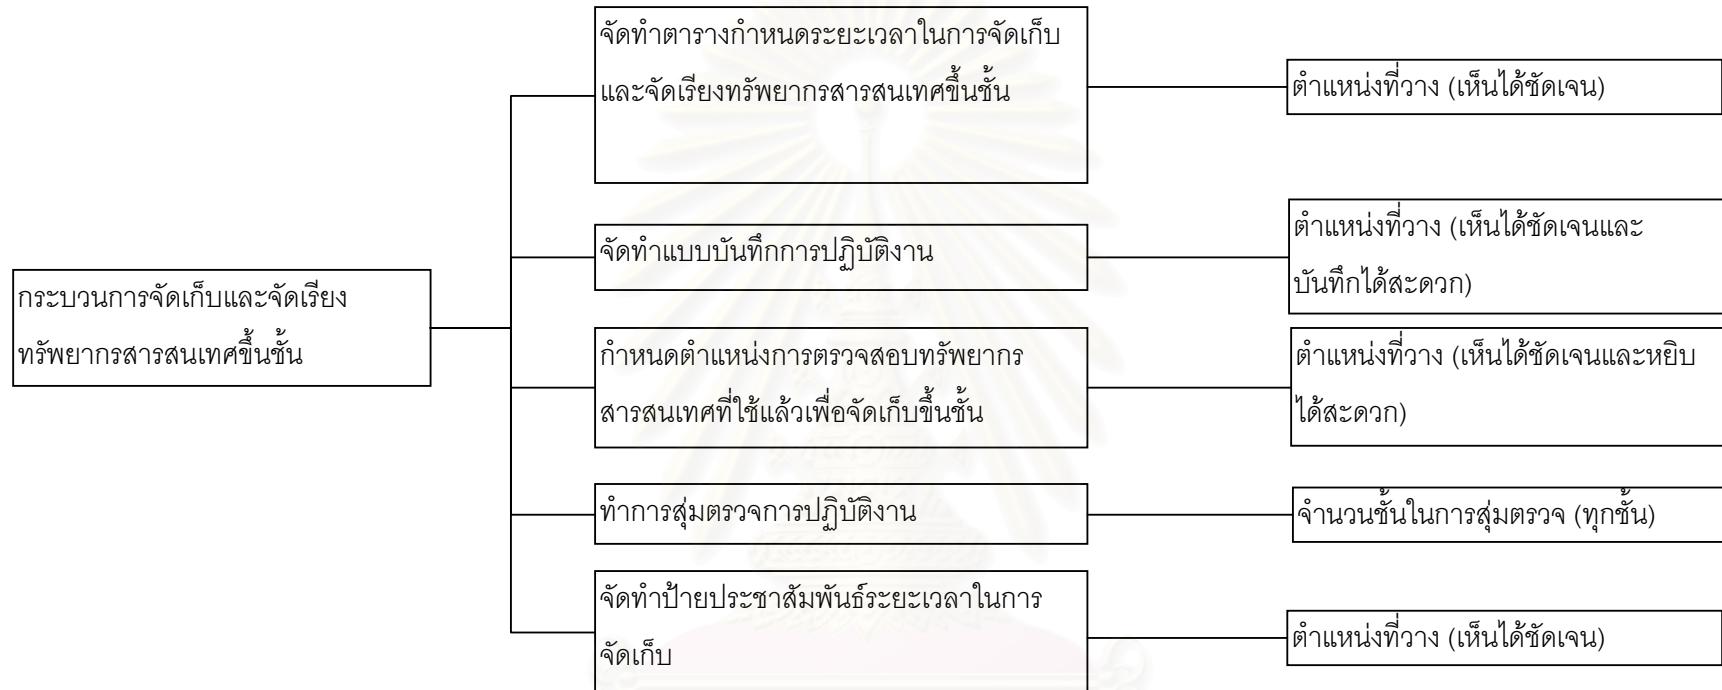 จัดทำตารางกำหนดระยะเวลาในการจัดเก็บ
และจัดเรียงทรัพยากรสารสนเทศขึ้นชั้น
ตำแหน่งที่วาง (เห็นได้ชัดเจน)
จัดทำแบบบันทึกการปฏิบัติงาน
ตำแหน่งที่วาง (เห็นได้ชัดเจนและ
บันทึกได้สะดวก)
กระบวนการจัดเก็บและจัดเรียง
ทรัพยากรสารสนเทศขึ้นชั้น
กำหนดตำแหน่งการตรวจสอบทรัพยากร
สารสนเทศที่ใช้แล้วเพื่อจัดเก็บขึ้นชั้น
ตำแหน่งที่วาง (เห็นได้ชัดเจนและหยิบ
ได้สะดวก)
ทำการสุ่มตรวจการปฏิบัติงาน
จำนวนชั้นในการสุ่มตรวจ (ทุกชั้น)
จัดทำป้ายประชาสัมพันธ์ระยะเวลาในการ
จัดเก็บ
ตำแหน่งที่วาง (เห็นได้ชัดเจน)